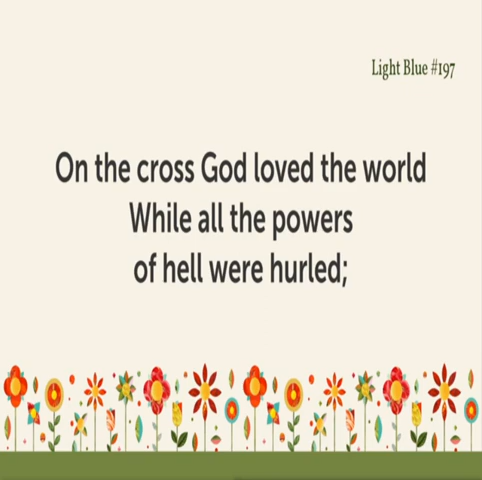 Light Blue #197
On the cross God loved the world
While all the powers
of hell were hurled;